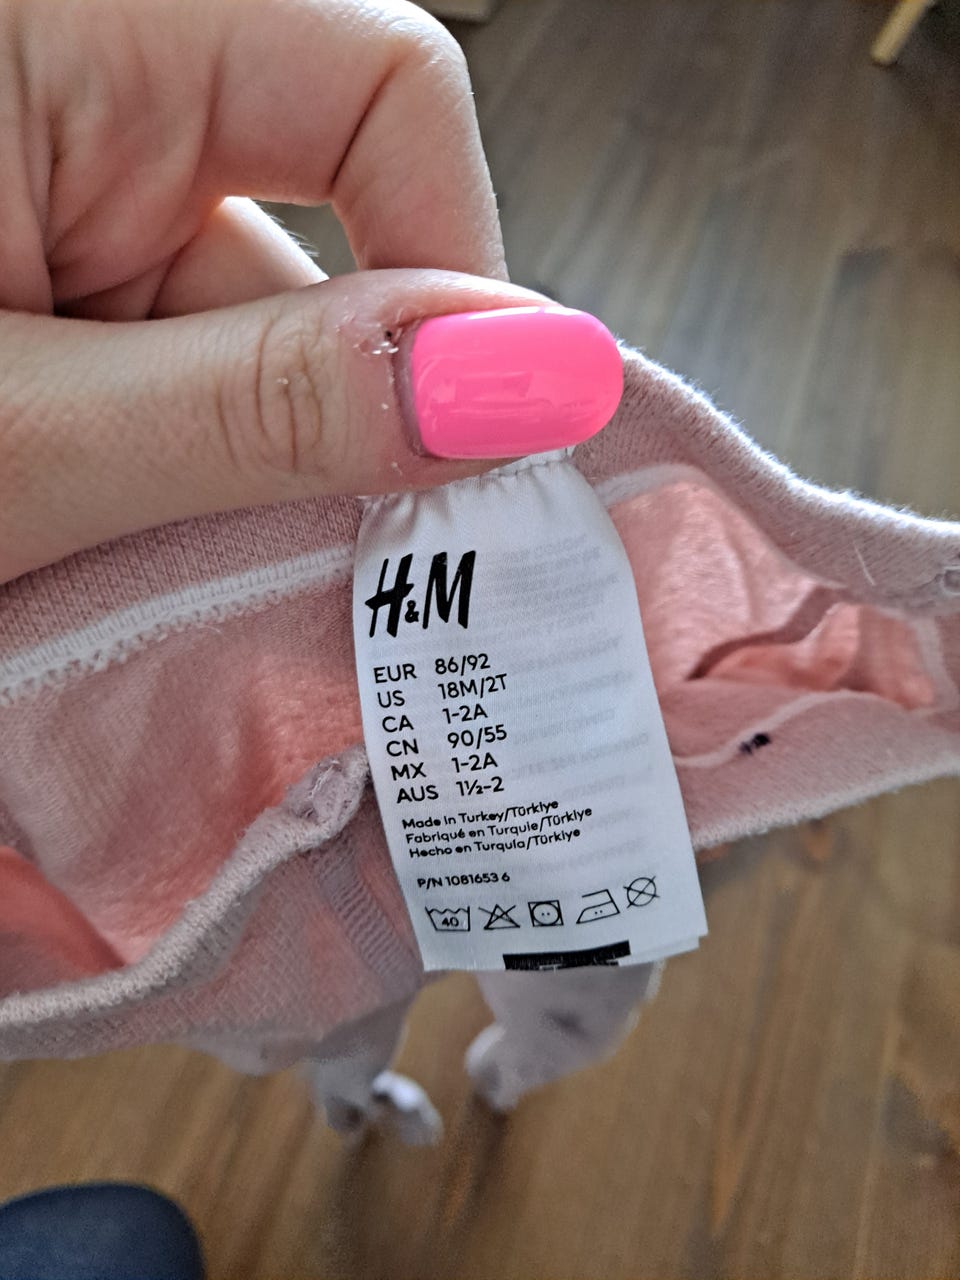 H&M
EUR 86/92
US 18M/2T
CA 1-2A
CN 90/55
MX 1-2A
AUS 1½-2
Made in Turkey/Türkiye
Fabriqué en Turquie/Türkiye
Hecho en Turquía/Türkiye
P/N 1081653 6
40